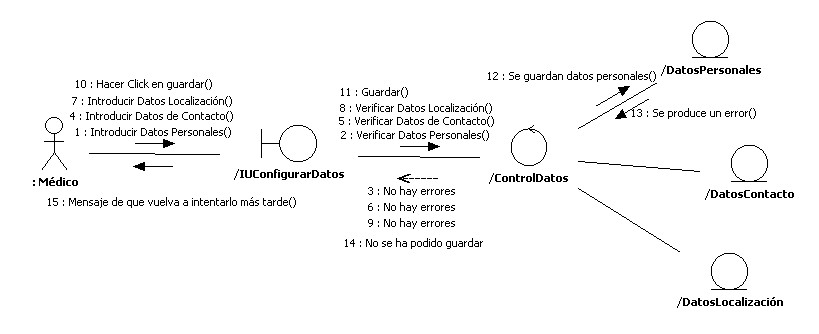 /DatosPersonales
12 : Se guardan datos personales()
10 : Hacer Click en guardar()
11 : Guardar()
7 : Introducir Datos Localización()
8 : Verificar Datos Localización()
13 : Se produce un error()
4 : Introducir Datos de Contacto()
5 : Verificar Datos de Contacto()
1 : Introducir Datos Personales()
2 : Verificar Datos Personales()
: Médico
/IUConfigurarDatos
/ControlDatos
3 : No hay errores
/DatosContacto
15 : Mensaje de que vuelva a intentarlo más tarde()
6 : No hay errores
9 : No hay errores
14 : No se ha podido guardar
/DatosLocalización